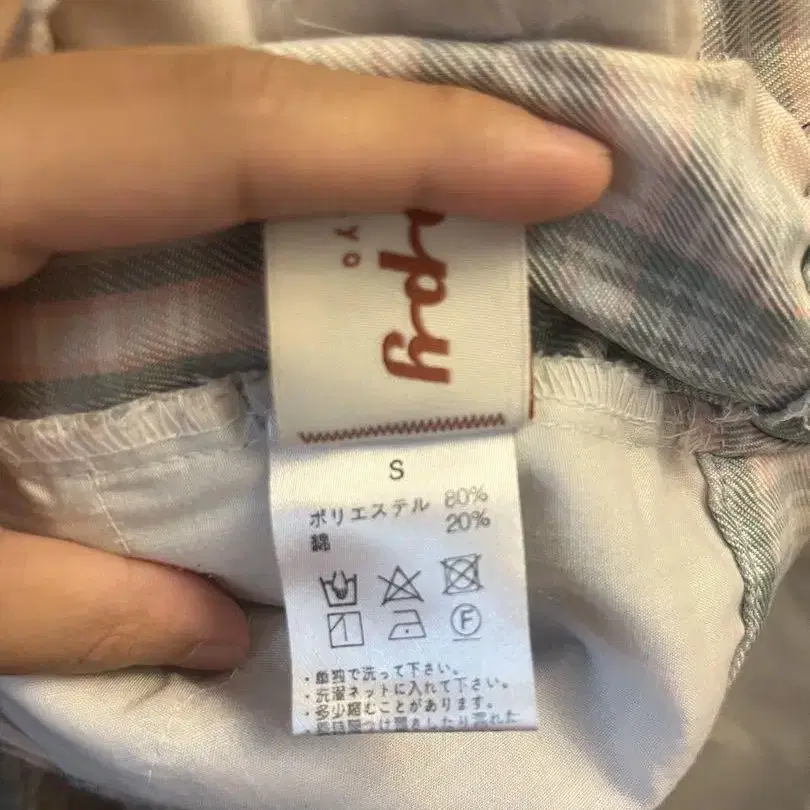 rpy
YO
S
ポリエステル 80%
綿 20%
F
・単独で洗って下さい。
・洗濯ネットに入れて下さい。
・多少縮むことがあります。